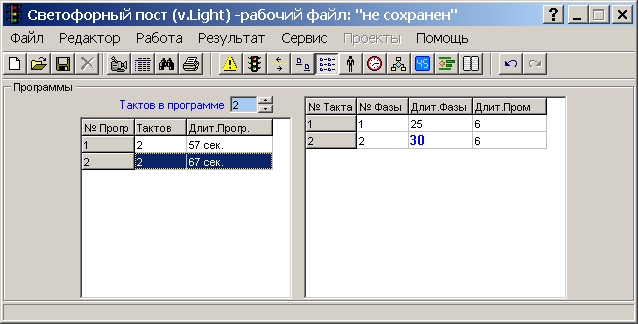 Светофорный пост (v.Light) -рабочий файл: "не сохранен"
Файл Редактор Работа Результат Сервис Проекты Помощь
45
Программы
Тактов в программе 2
№ Прогр Тактов Длит.Прогр.
1 2 57 сек.
2 2 67 сек.
№ Такта № Фазы Длит.Фазы Длит.Пром
1 1 25 6
2 2 30 6